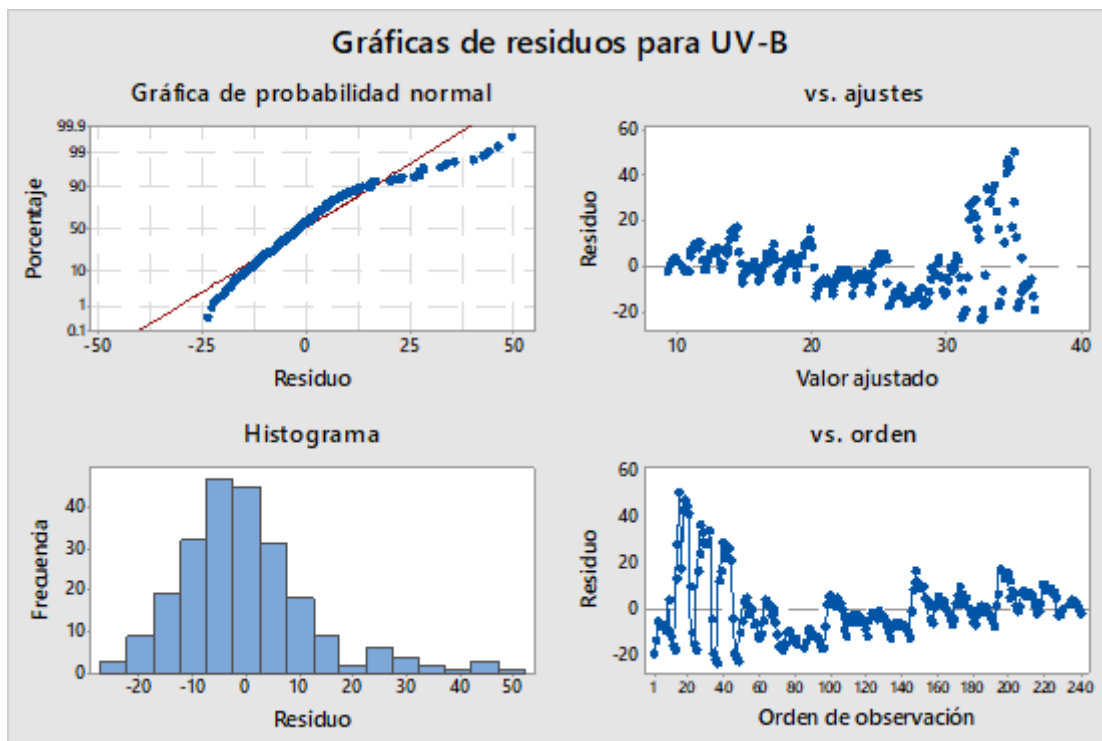 Gráficas de residuos para UV-B
Gráfica de probabilidad normal
99.9
99
90
50
10
1
0.1
Porcentaje
-50 -25 0 25 50
Residuo
vs. ajustes
60
40
20
0
-20
Residuo
10 20 30 40
Valor ajustado
Histograma
40
30
20
10
0
Frecuencia
-20 -10 0 10 20 30 40 50
Residuo
vs. orden
60
40
20
0
-20
Residuo
1 20 40 60 80 100 120 140 160 180 200 220 240
Orden de observación